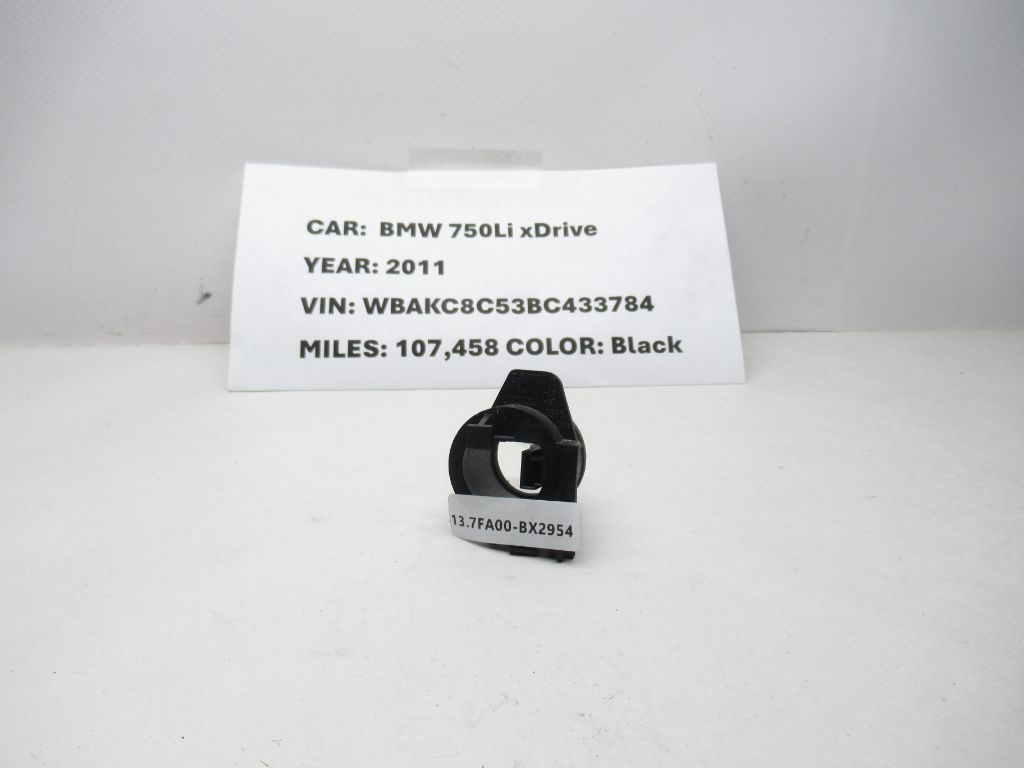 CAR: BMW 750Li xDrive
YEAR: 2011
VIN: WBAKC8C53BC433784
MILES: 107,458 COLOR: Black
13.7FA00-BX2954